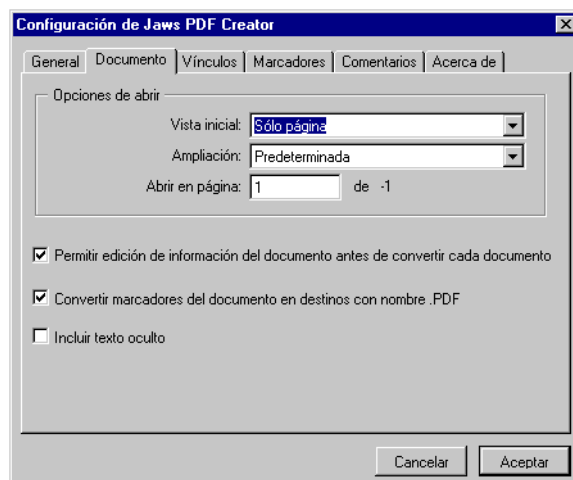 Configuración de Jaws PDF Creator
General Documento Vínculos Marcadores Comentarios Acerca de
Opciones de abrir
Vista inicial: Sólo página
Ampliación: Predeterminada
Abrir en página: 1 de -1
Permitir edición de información del documento antes de convertir cada documento
Convertir marcadores del documento en destinos con nombre .PDF
Incluir texto oculto
Cancelar Aceptar